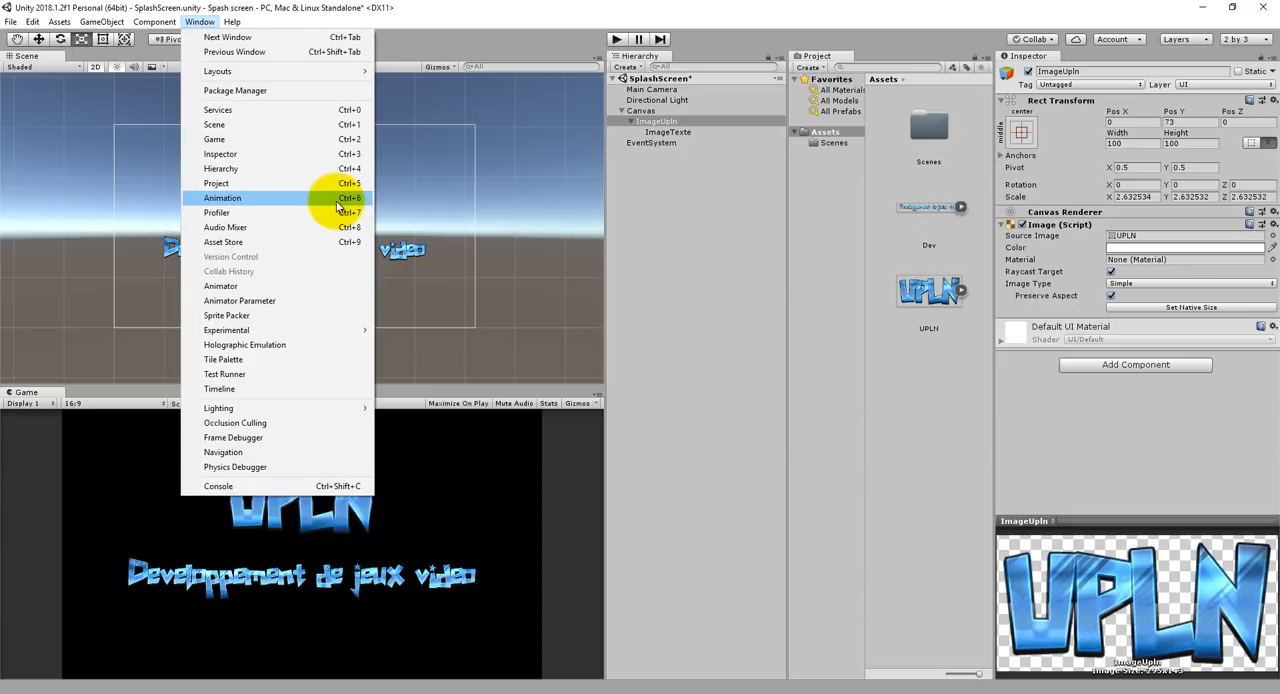 Unity 2018.1.2f1 Personal (64bit) - SplashScreen.unity - Spash screen - PC, Mac & Linux Standalone* <DX11>
File Edit Assets GameObject Component Window Help
Collab Account Layers 2 by 3
Scene
Shaded 2D Gizmos All
Next Window Ctrl+Tab
Previous Window Ctrl+Shift+Tab
Layouts
Package Manager
Services Ctrl+0
Scene Ctrl+1
Game Ctrl+2
Inspector Ctrl+3
Hierarchy Ctrl+4
Project Ctrl+5
Animation Ctrl+6
Profiler Ctrl+7
Audio Mixer Ctrl+8
Asset Store Ctrl+9
Version Control
Collab History
Animator
Animator Parameter
Sprite Packer
Experimental
Holographic Emulation
Tile Palette
Test Runner
Timeline
Lighting
Occlusion Culling
Frame Debugger
Navigation
Physics Debugger
Console Ctrl+Shift+C
Game
Display 1 16:9 Maximize On Play Mute Audio Stats Gizmos
UPLN
Developpement de jeux video
Hierarchy
Create All
SplashScreen*
Main Camera
Directional Light
Canvas
ImageUpln
ImageTexte
EventSystem
Project
Create
Favorites
All Materials
All Models
All Prefabs
Assets
Scenes
Assets
Scenes
Dev
UPLN
UPLN
Inspector
ImageUpln Static
Tag Untagged Layer UI
Rect Transform
center
middle
Pos X Pos Y Pos Z
0 73 0
Width Height
100 100
Anchors
Pivot X 0.5 Y 0.5
Rotation X 0 Y 0 Z 0
Scale X 2.632534 Y 2.632532 Z 2.632532
Canvas Renderer
Image (Script)
Source Image UPLN
Color
Material None (Material)
Raycast Target
Image Type Simple
Preserve Aspect
Set Native Size
Default UI Material
Shader UI/Default
Add Component
ImageUpln
UPLN
ImageUpln
Image Size: 295x143